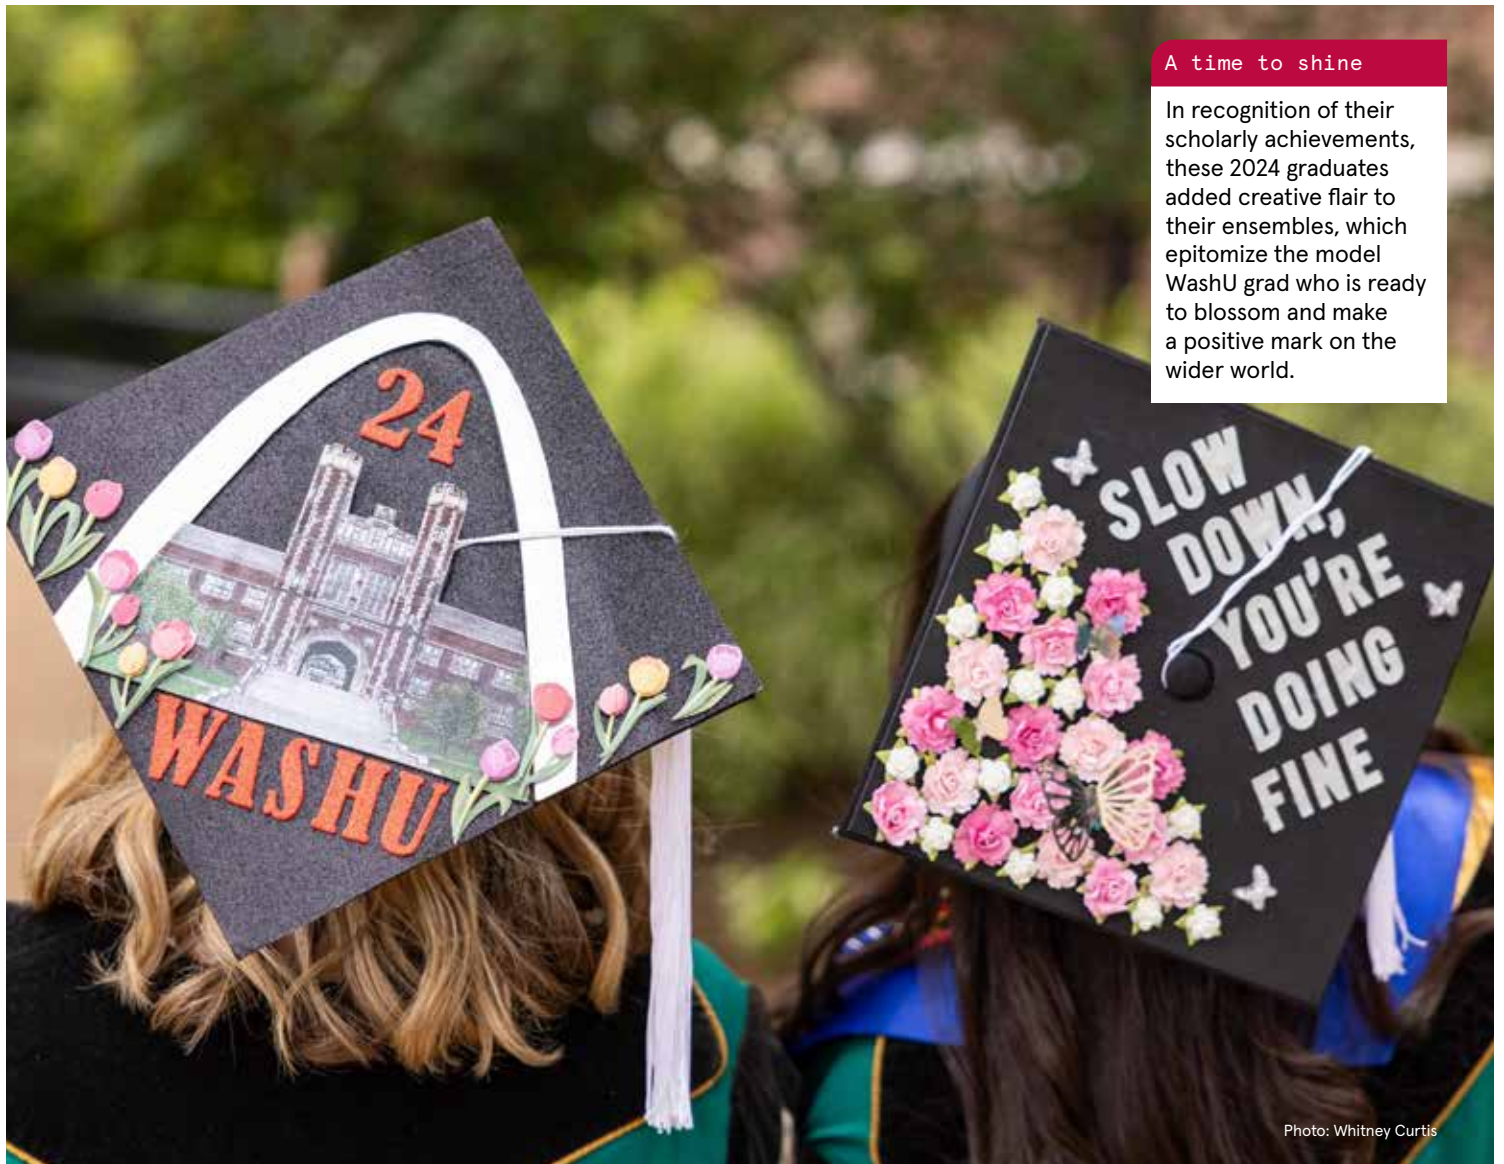 A time to shine
In recognition of their
scholarly achievements,
these 2024 graduates
added creative flair to
their ensembles, which
epitomize the model
WashU grad who is ready
to blossom and make
a positive mark on the
wider world.
24
WASHU
SLOW
DOWN,
YOU'RE
DOING
FINE
Photo: Whitney Curtis